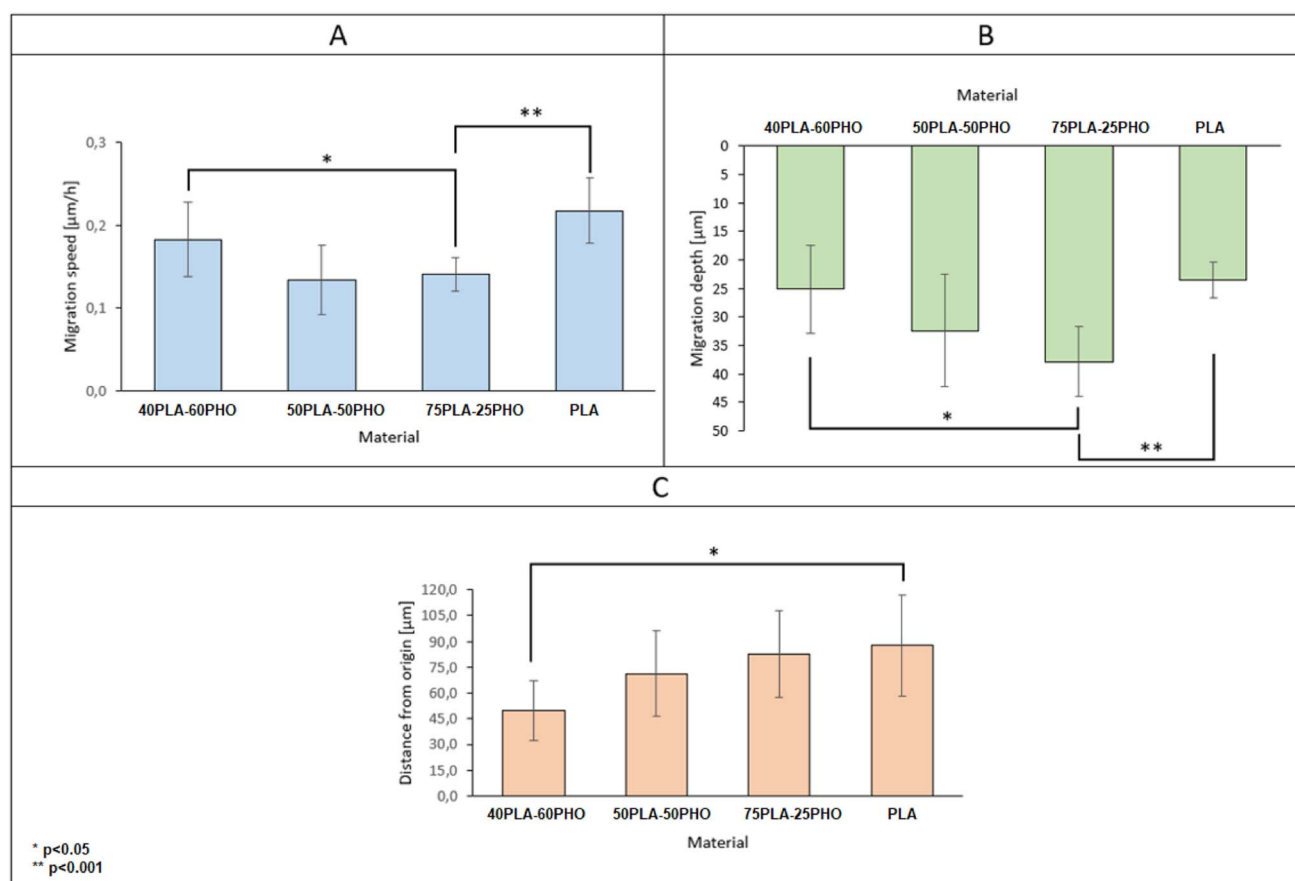 A
B
**
*
0,3
0,2
0,1
0,0
Migration speed [µm/h]
40PLA-60PHO 50PLA-50PHO 75PLA-25PHO PLA
Material
Material
40PLA-60PHO 50PLA-50PHO 75PLA-25PHO PLA
0
5
10
15
20
25
30
35
40
45
50
Migration depth [µm]
*
**
C
*
120,0
105,0
90,0
75,0
60,0
45,0
30,0
15,0
0,0
Distance from origin [µm]
40PLA-60PHO 50PLA-50PHO 75PLA-25PHO PLA
Material
* p<0.05
** p<0.001